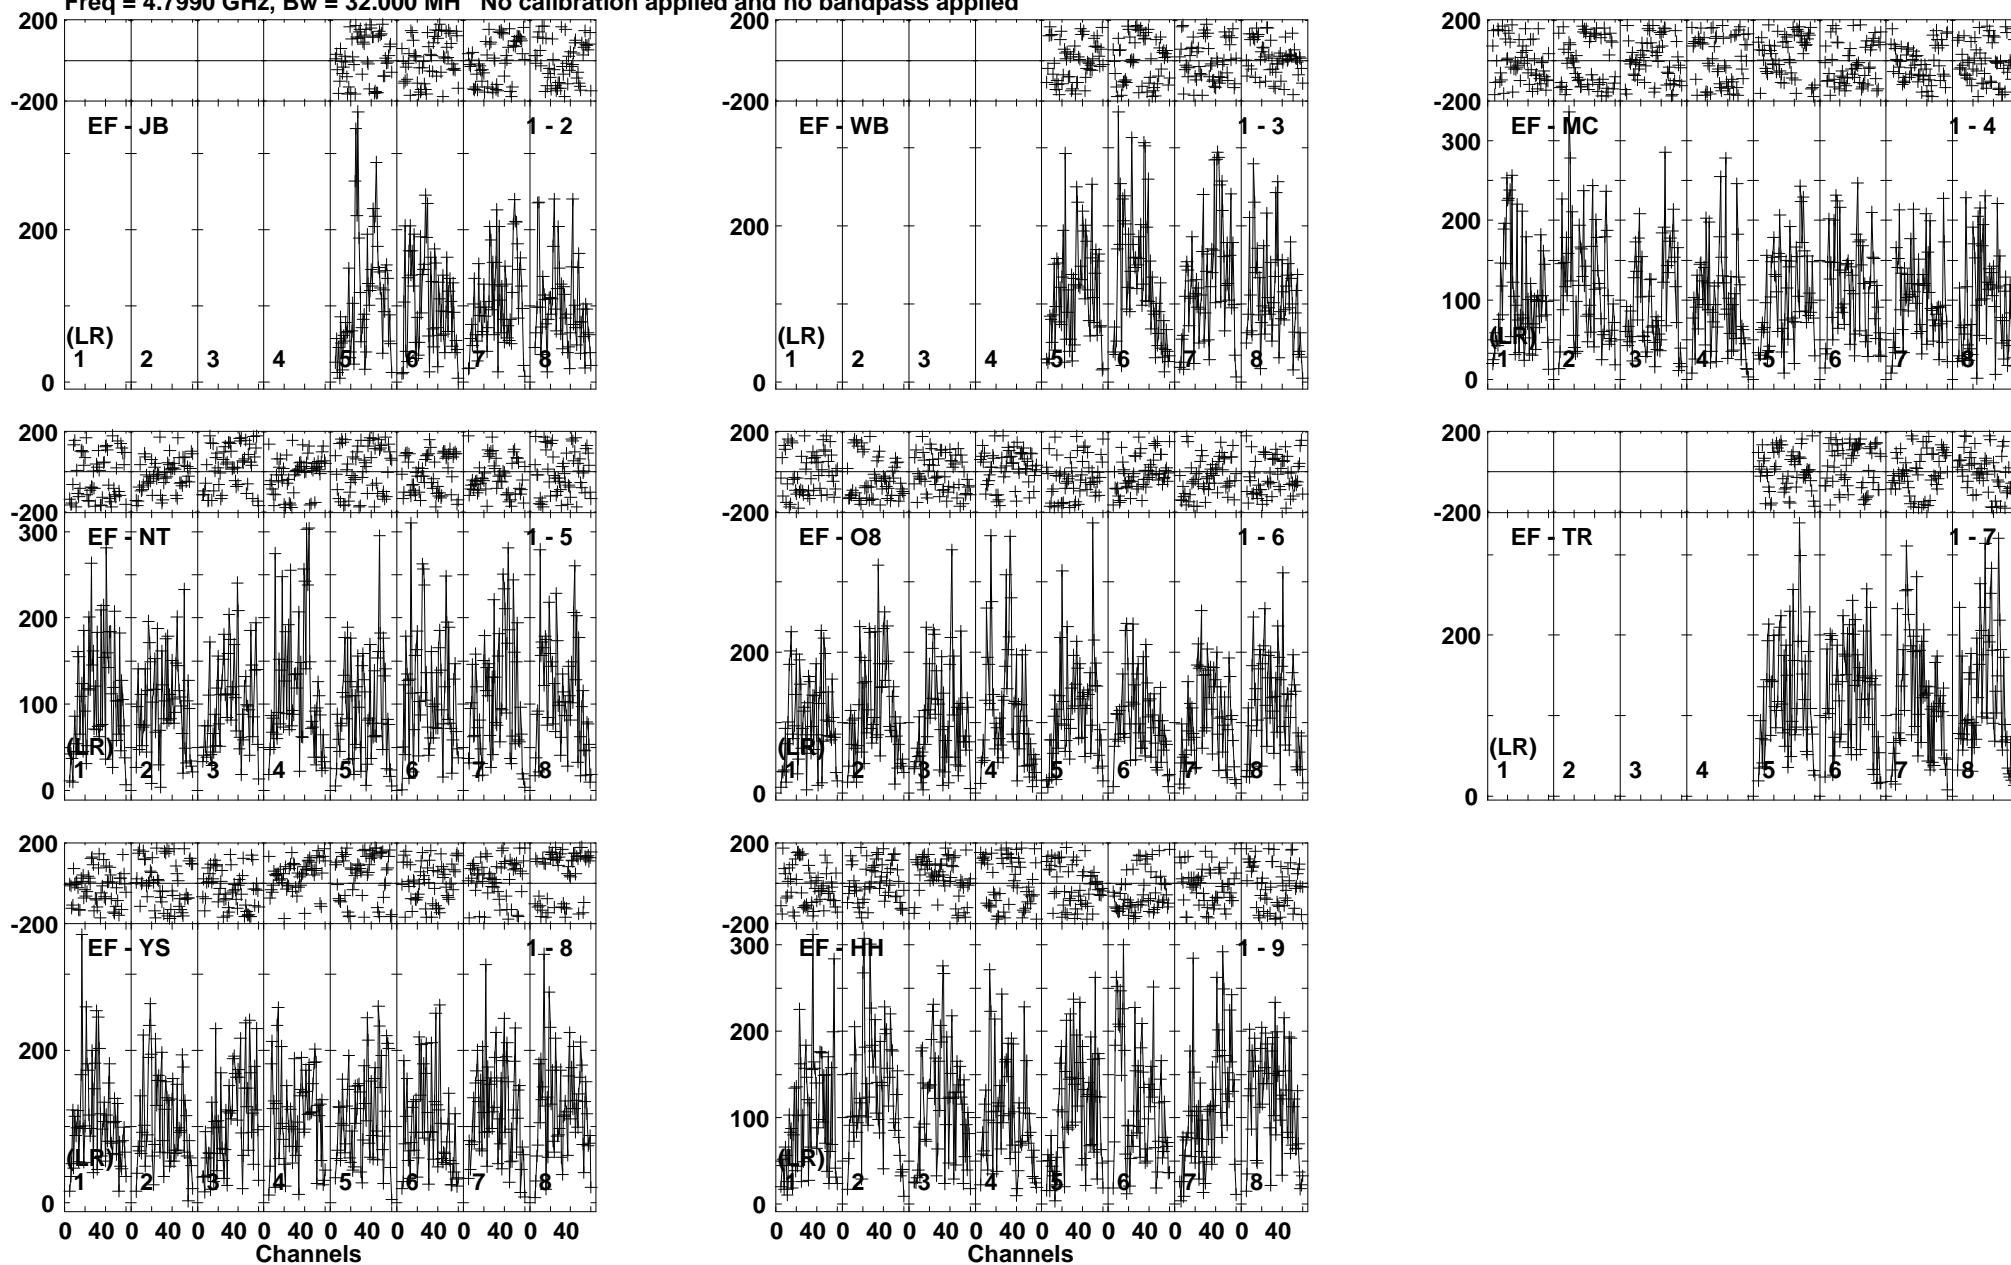 Freq = 4.7990 GHz, Bw = 32.000 MH No calibration applied and no bandpass applied
200
-200
EF - JB 1 - 2
200
(LR)
1 2 3 4 5 6 7 8
0
200
-200
EF - WB 1 - 3
200
(LR)
1 2 3 4 5 6 7 8
0
200
-200
EF - MC 1 - 4
300
200
100
(LR)
1 2 3 4 5 6 7 8
0
200
-200
300
EF - NT 1 - 5
200
100
(LR)
1 2 3 4 5 6 7 8
0
200
-200
EF - O8 1 - 6
200
(LR)
1 2 3 4 5 6 7 8
0
200
-200
EF - TR 1 - 7
200
(LR)
1 2 3 4 5 6 7 8
0
200
-200
EF - YS 1 - 8
200
(LR)
1 2 3 4 5 6 7 8
0
0 40 0 40 0 40 0 40 0 40 0 40 0 40 0 40
Channels
200
-200
EF - HH 1 - 9
300
200
100
(LR)
1 2 3 4 5 6 7 8
0
0 40 0 40 0 40 0 40 0 40 0 40 0 40 0 40
Channels